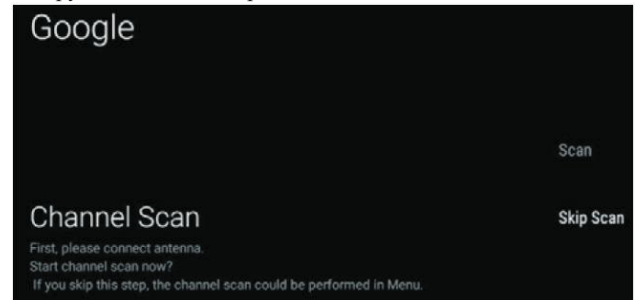 Google
Scan
Channel Scan
Skip Scan
First, please connect antenna.
Start channel scan now?
If you skip this step, the channel scan could be performed in Menu.